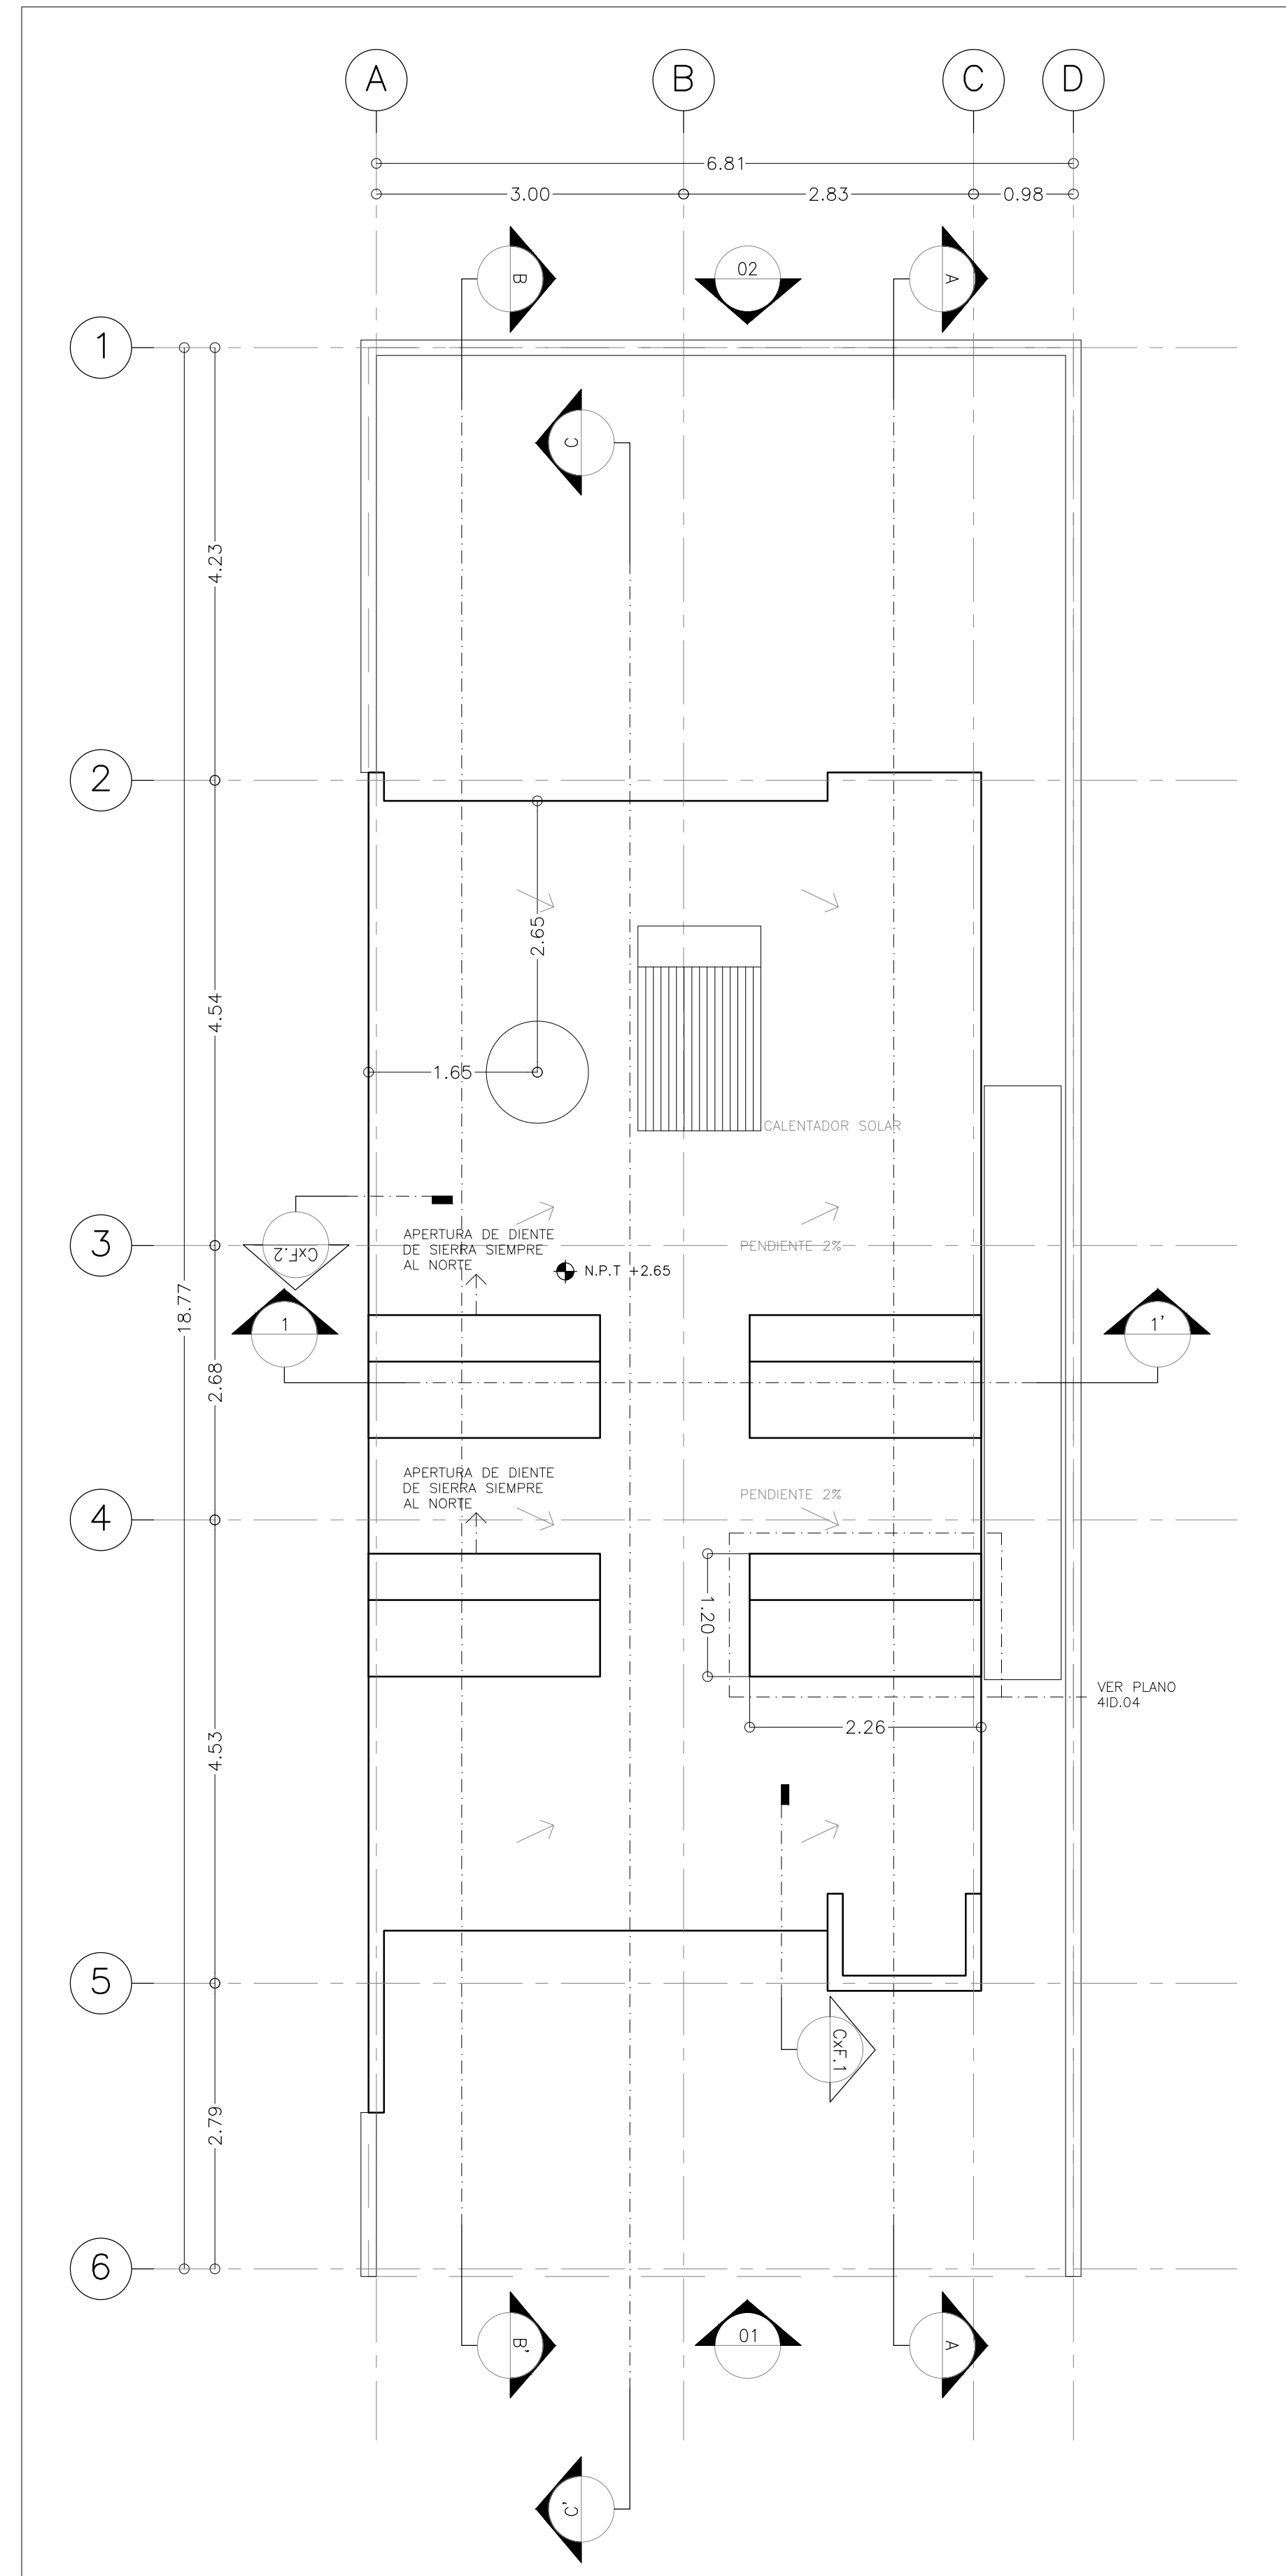 A
B
C
D
6.81
3.00
2.83
0.98
B
02
A
1
C
4.23
2
2.65
4.54
1.65
CALENTADOR SOLAR
CxF.2
3
APERTURA DE DIENTE
DE SIERRA SIEMPRE
AL NORTE
PENDIENTE 2%
N.P.T +2.65
18.77
1
1'
2.68
APERTURA DE DIENTE
DE SIERRA SIEMPRE
AL NORTE
PENDIENTE 2%
4
1.20
VER PLANO
4ID.04
2.26
4.53
5
CxF.1
2.79
6
B'
01
A
C'